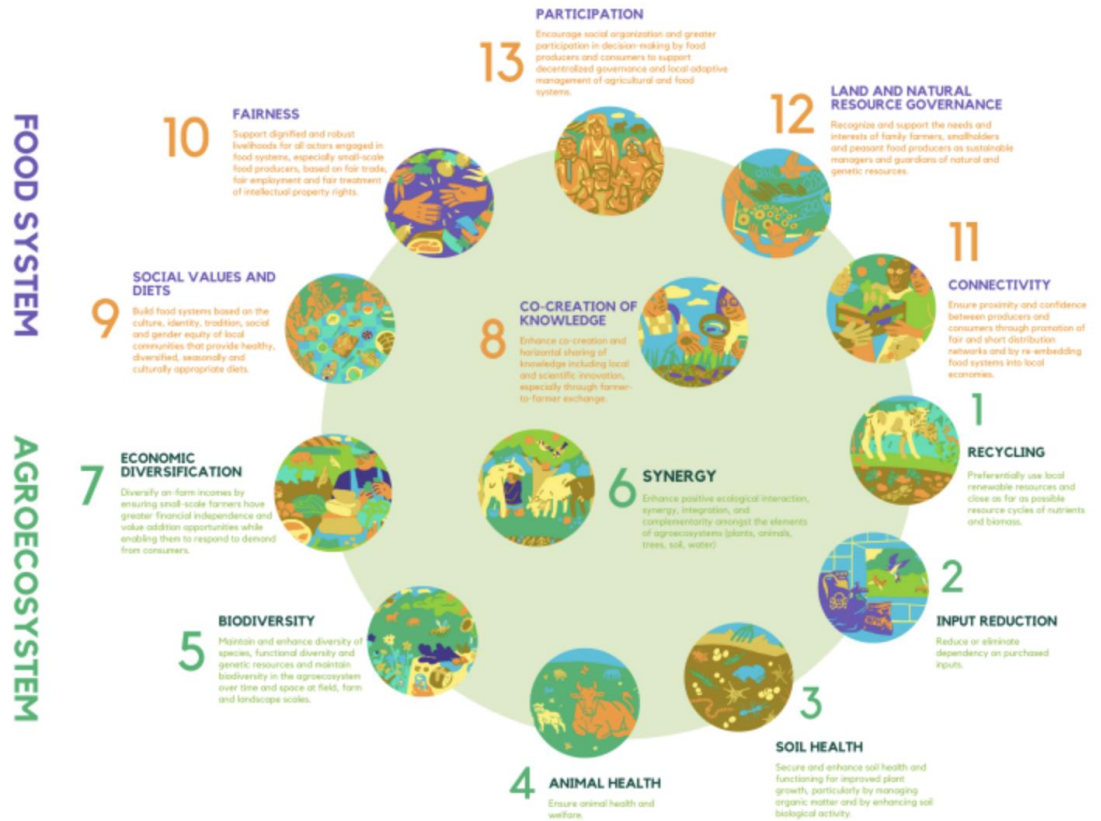 FOOD SYSTEM
AGROECOSYSTEM
13
PARTICIPATION
Encourage social organization and greater
participation in decision-making by food
producers and consumers to support
decentralized governance and local adaptive
management of agricultural and food
systems.
12
LAND AND NATURAL
RESOURCE GOVERNANCE
Recognize and support the needs and
interests of family farmers, smallholders
and peasant food producers as sustainable
managers and guardians of natural and
genetic resources.
10
FAIRNESS
Support dignified and robust
livelihoods for all actors engaged in
food systems, especially small-scale
food producers, based on fair trade,
fair employment and fair treatment
of intellectual property rights.
11
CONNECTIVITY
Ensure proximity and confidence
between producers and
consumers through promotion of
fair and short distribution
networks and by re-embedding
food systems into local
economies.
9
SOCIAL VALUES AND
DIETS
Build food systems based on the
culture, identity, tradition, social
and gender equity of local
communities that provide healthy,
diversified, seasonally and
culturally appropriate diets.
8
CO-CREATION OF
KNOWLEDGE
Enhance co-creation and
horizontal sharing of
knowledge including local
and scientific innovation,
especially through farmer-
to-farmer exchange
1
RECYCLING
Preferentially use local
renewable resources and
close as far as possible
resource cycles of nutrients
and biomass.
7
ECONOMIC
DIVERSIFICATION
Diversify on-farm incomes by
ensuring small-scale farmers have
greater financial independence and
value addition opportunities while
enabling them to respond to demand
from consumers.
6
SYNERGY
Enhance positive ecological interaction,
synergy, integration, and
complementarity amongst the elements
of agroecosystems (plants, animals,
trees, soil, water)
2
INPUT REDUCTION
Reduce or eliminate
dependency on purchased
inputs.
5
BIODIVERSITY
Maintain and enhance diversity of
species, functional diversity and
genetic resources and maintain
biodiversity in the agroecosystem
over time and space at field, farm
and landscape scales.
3
SOIL HEALTH
Secure and enhance soil health and
functioning for improved plant
growth, particularly by managing
organic matter and by enhancing soil
biological activity.
4
ANIMAL HEALTH
Ensure animal health and
welfare.